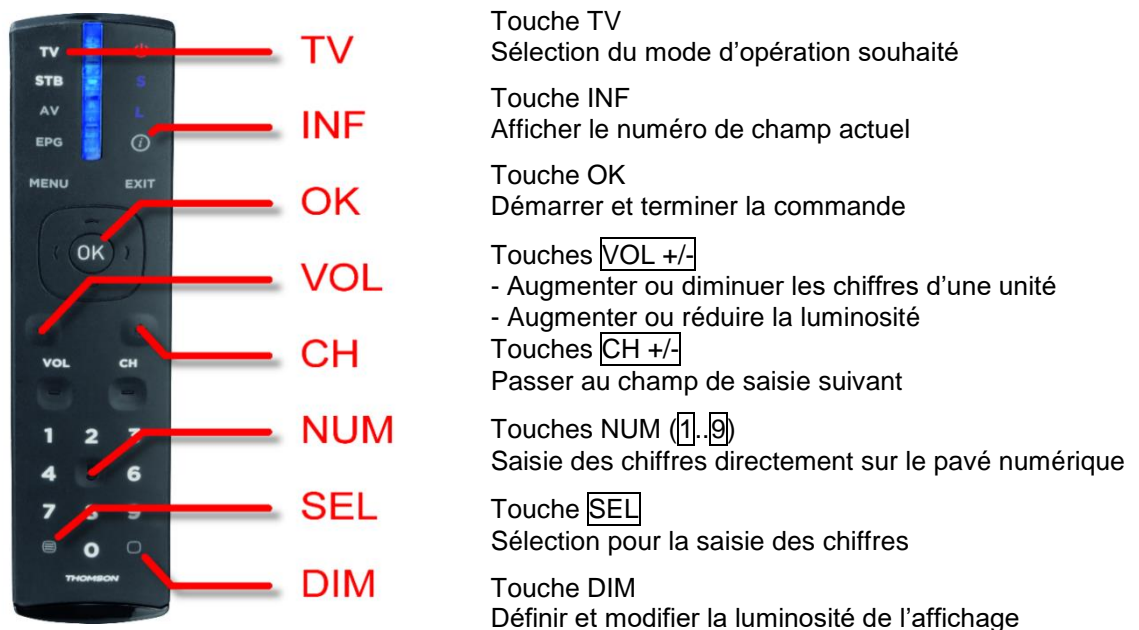 TV
STB
AV
EPG
S
L
MENU
EXIT
OK
VOL
CH
1 2 3
4 6
7 8 9
0
THOMSON
TV
INF
OK
VOL
CH
NUM
SEL
DIM
Touche TV
Sélection du mode d’opération souhaité
Touche INF
Afficher le numéro de champ actuel
Touche OK
Démarrer et terminer la commande
Touches VOL +/-
- Augmenter ou diminuer les chiffres d’une unité
- Augmenter ou réduire la luminosité
Touches CH +/-
Passer au champ de saisie suivant
Touches NUM (1..9)
Saisie des chiffres directement sur le pavé numérique
Touche SEL
Sélection pour la saisie des chiffres
Touche DIM
Définir et modifier la luminosité de l’affichage